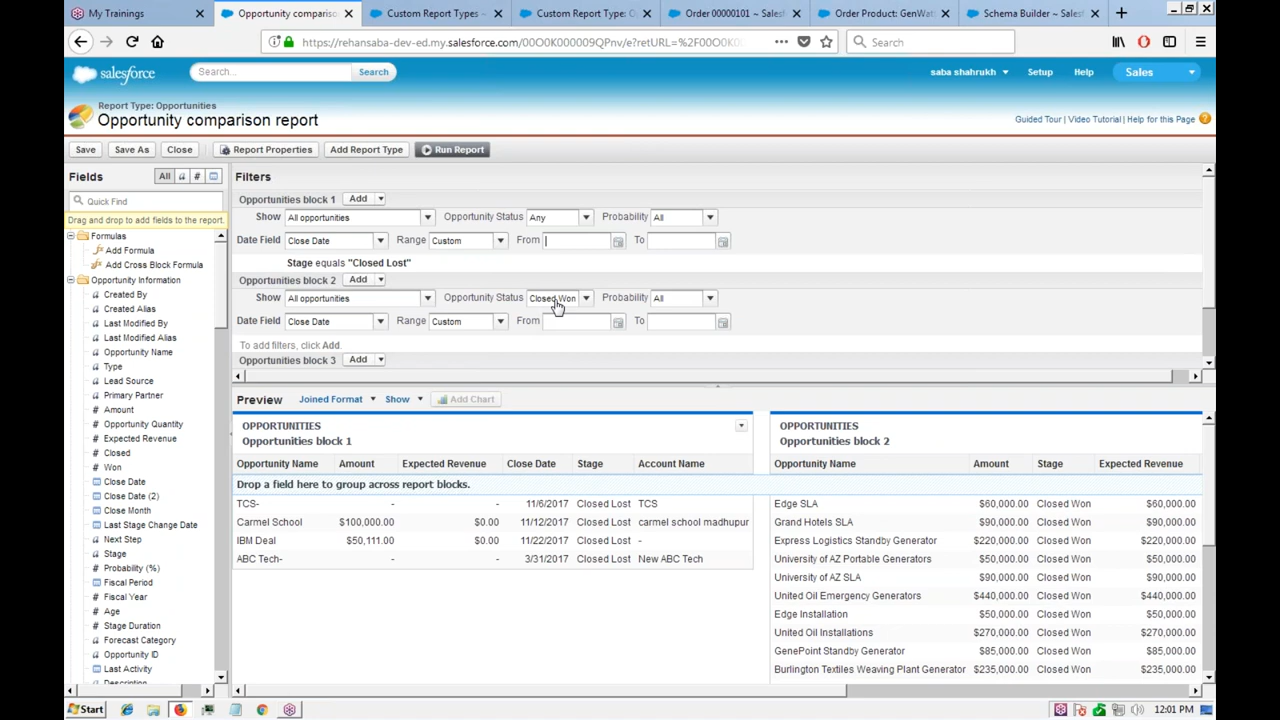 My Trainings
Opportunity compariso
Custom Report Types ~
Custom Report Type: O
Order 00000101 ~ Sales
Order Product: GenWat
Schema Builder ~ Salesf
https://rehansaba-dev-ed.my.salesforce.com/00O0K000009QPnv/e?retURL=%2F00O0K
Search
salesforce
Search...
Search
saba shahrukh
Setup
Help
Sales
Report Type: Opportunities
Opportunity comparison report
Guided Tour | Video Tutorial | Help for this Page
Save
Save As
Close
Report Properties
Add Report Type
Run Report
Fields
All
a
#
Quick Find
Drag and drop to add fields to the report.
Formulas
fx Add Formula
fx Add Cross Block Formula
Opportunity Information
a Created By
a Created Alias
a Last Modified By
a Last Modified Alias
a Opportunity Name
a Type
a Lead Source
a Primary Partner
# Amount
# Opportunity Quantity
# Expected Revenue
# Closed
# Won
Close Date
Close Date (2)
Close Month
Last Stage Change Date
a Next Step
a Stage
# Probability (%)
Fiscal Period
# Fiscal Year
# Age
# Stage Duration
a Forecast Category
a Opportunity ID
Last Activity
a Description
Filters
Opportunities block 1 Add
Show All opportunities Opportunity Status Any Probability All
Date Field Close Date Range Custom From To
Stage equals "Closed Lost"
Opportunities block 2 Add
Show All opportunities Opportunity Status Closed Won Probability All
Date Field Close Date Range Custom From To
To add filters, click Add.
Opportunities block 3 Add
Preview Joined Format Show Add Chart
OPPORTUNITIES
Opportunities block 1
OPPORTUNITIES
Opportunities block 2
Opportunity Name Amount Expected Revenue Close Date Stage Account Name
Opportunity Name Amount Stage Expected Revenue
Drop a field here to group across report blocks.
TCS- - - 11/6/2017 Closed Lost TCS
Carmel School $100,000.00 $0.00 11/12/2017 Closed Lost carmel school madhupur
IBM Deal $50,111.00 $0.00 11/22/2017 Closed Lost -
ABC Tech- - - 3/31/2017 Closed Lost New ABC Tech
Edge SLA $60,000.00 Closed Won $60,000.00
Grand Hotels SLA $90,000.00 Closed Won $90,000.00
Express Logistics Standby Generator $220,000.00 Closed Won $220,000.00
University of AZ Portable Generators $50,000.00 Closed Won $50,000.00
University of AZ SLA $90,000.00 Closed Won $90,000.00
United Oil Emergency Generators $440,000.00 Closed Won $440,000.00
Edge Installation $50,000.00 Closed Won $50,000.00
United Oil Installations $270,000.00 Closed Won $270,000.00
GenePoint Standby Generator $85,000.00 Closed Won $85,000.00
Burlington Textiles Weaving Plant Generator $235,000.00 Closed Won $235,000.00
Start
12:01 PM